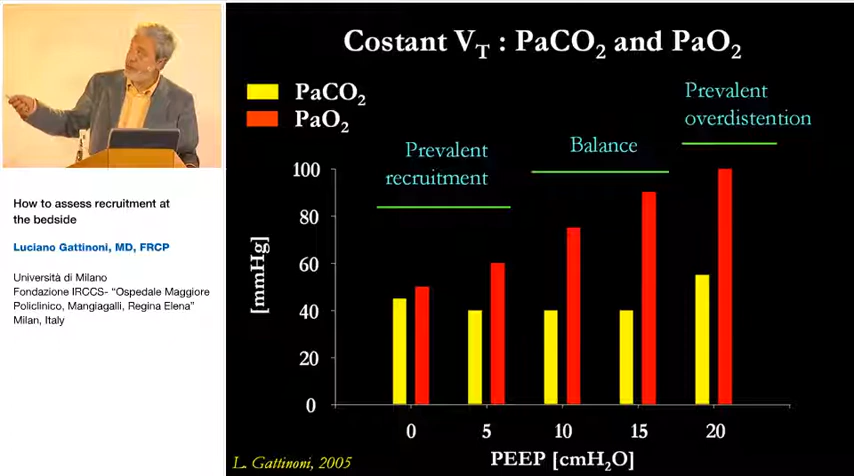 How to assess recruitment at
the bedside
Luciano Gattinoni, MD, FRCP
Università di Milano
Fondazione IRCCS- “Ospedale Maggiore
Policlinico, Mangiagalli, Regina Elena”
Milan, Italy
Costant VT : PaCO2 and PaO2
PaCO2
PaO2
Prevalent
recruitment
Balance
Prevalent
overdistention
[mmHg]
100
80
60
40
20
0
0 5 10 15 20
PEEP [cmH2O]
L. Gattinoni, 2005